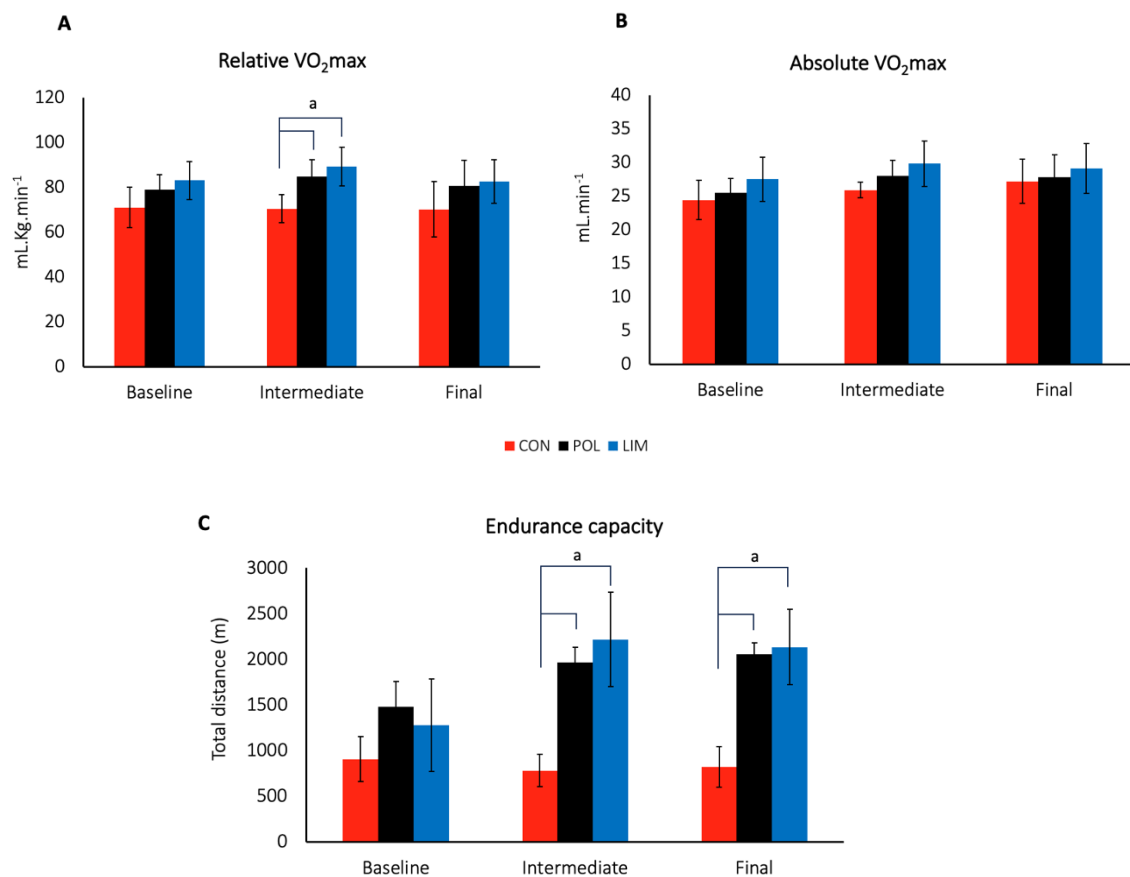 A
Relative VO₂max
120
100
80
60
40
20
0
mL.Kg.min⁻¹
a
Baseline Intermediate Final
B
Absolute VO₂max
40
35
30
25
20
15
10
5
0
mL.min⁻¹
Baseline Intermediate Final
CON POL LIM
C
Endurance capacity
3000
2500
2000
1500
1000
500
0
Total distance (m)
a
a
Baseline Intermediate Final